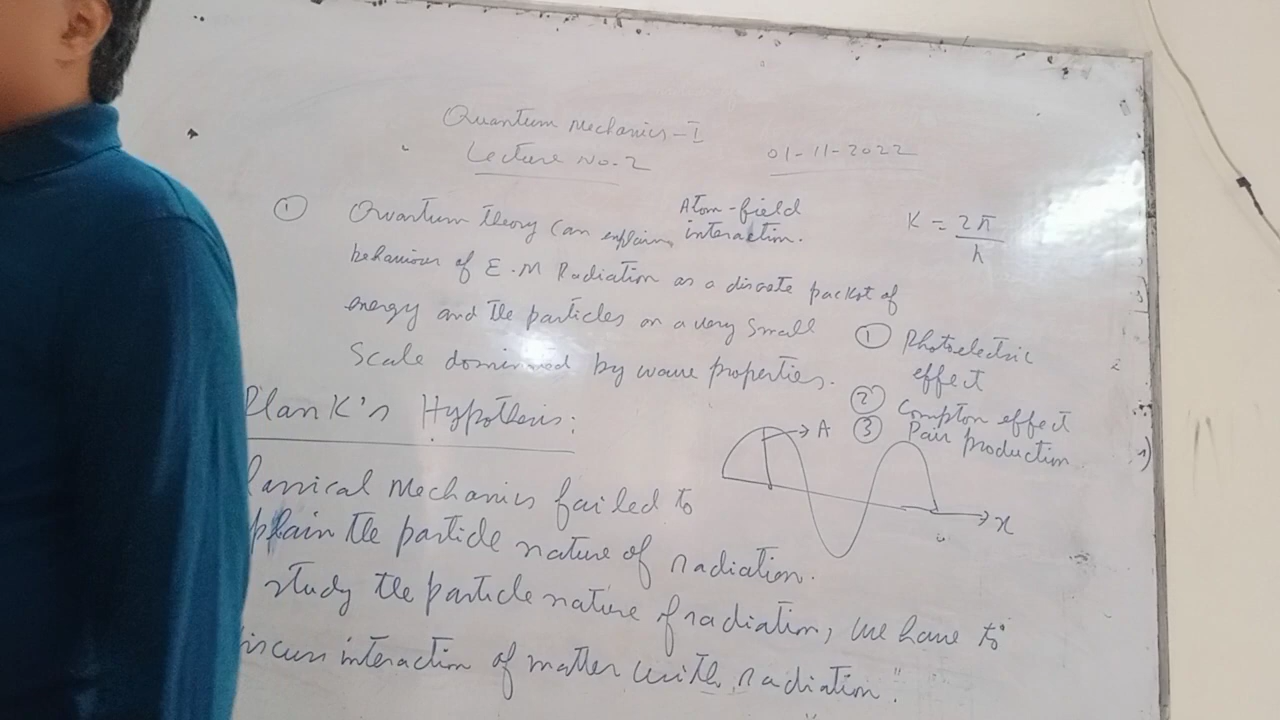 Quantum Mechanics-I
Lecture No. 2
01-11-2022
① Quantum theory can explain Atom-field interaction.
behaviour of E.M Radiation as a discrete packet of
energy and the particles on a very small
Scale dominated by wave properties.
K = 2π / λ
① Photoelectric
effect
② Compton effect
③ Pair production
Plank's Hypothesis:
A
x
lassical Mechanics failed to
plain the particle nature of radiation.
study the particle nature of radiation, we have to
iscuss interaction of matter with radiation".